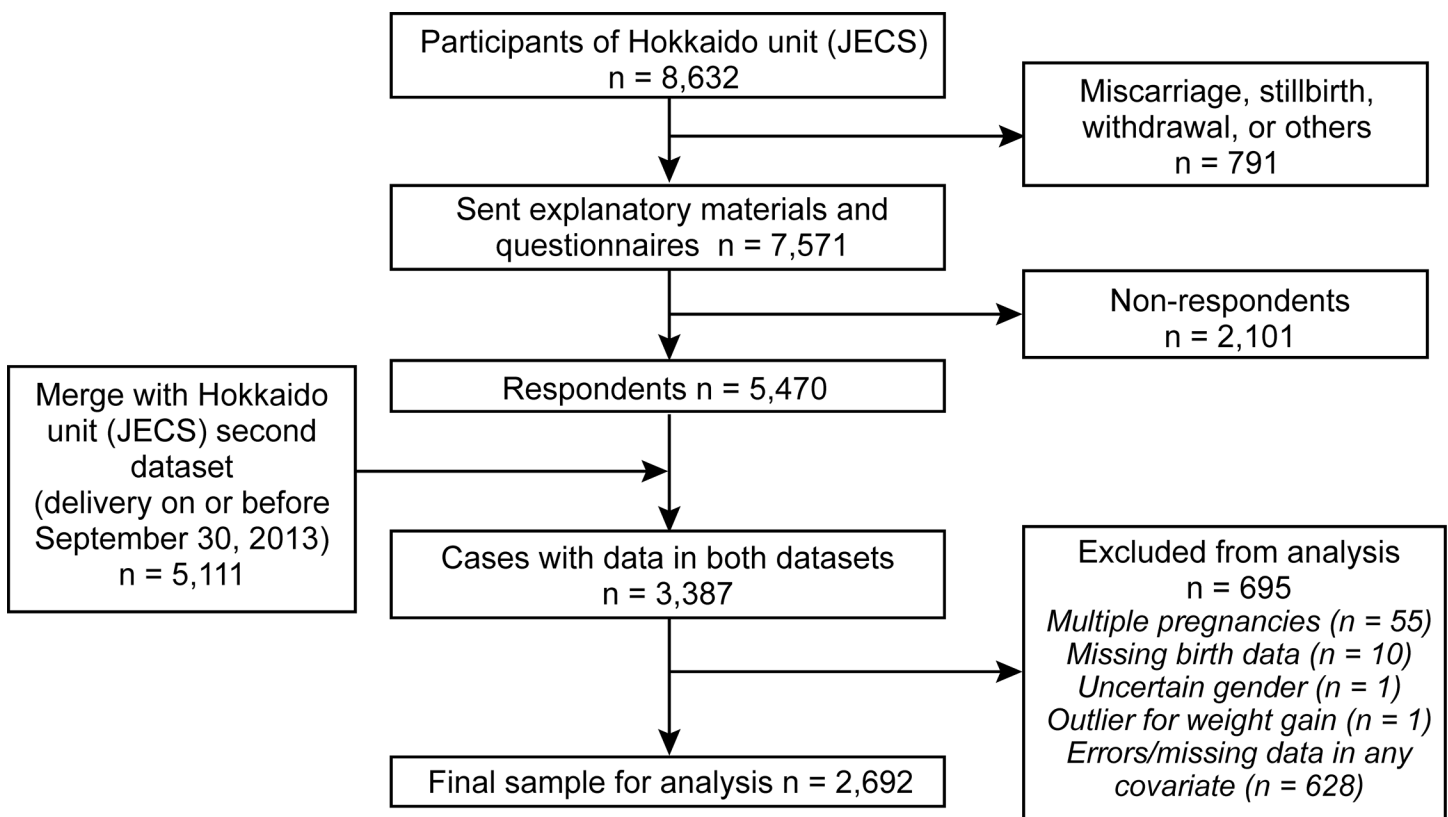 Participants of Hokkaido unit (JECS)
n = 8,632
Miscarriage, stillbirth,
withdrawal, or others
n = 791
Sent explanatory materials and
questionnaires n = 7,571
Non-respondents
n = 2,101
Respondents n = 5,470
Merge with Hokkaido
unit (JECS) second
dataset
(delivery on or before
September 30, 2013)
n = 5,111
Cases with data in both datasets
n = 3,387
Excluded from analysis
n = 695
Multiple pregnancies (n = 55)
Missing birth data (n = 10)
Uncertain gender (n = 1)
Outlier for weight gain (n = 1)
Errors/missing data in any
covariate (n = 628)
Final sample for analysis n = 2,692